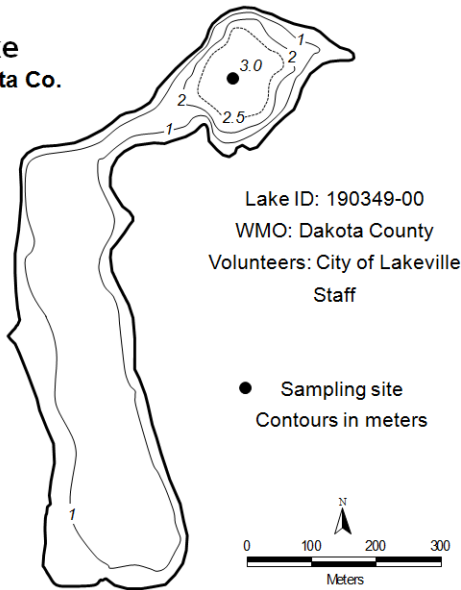 ke
ta Co.
1
2
3.0
2
2.5
1
Lake ID: 190349-00
WMO: Dakota County
Volunteers: City of Lakeville
Staff
Sampling site
Contours in meters
1
N
0 100 200 300
Meters